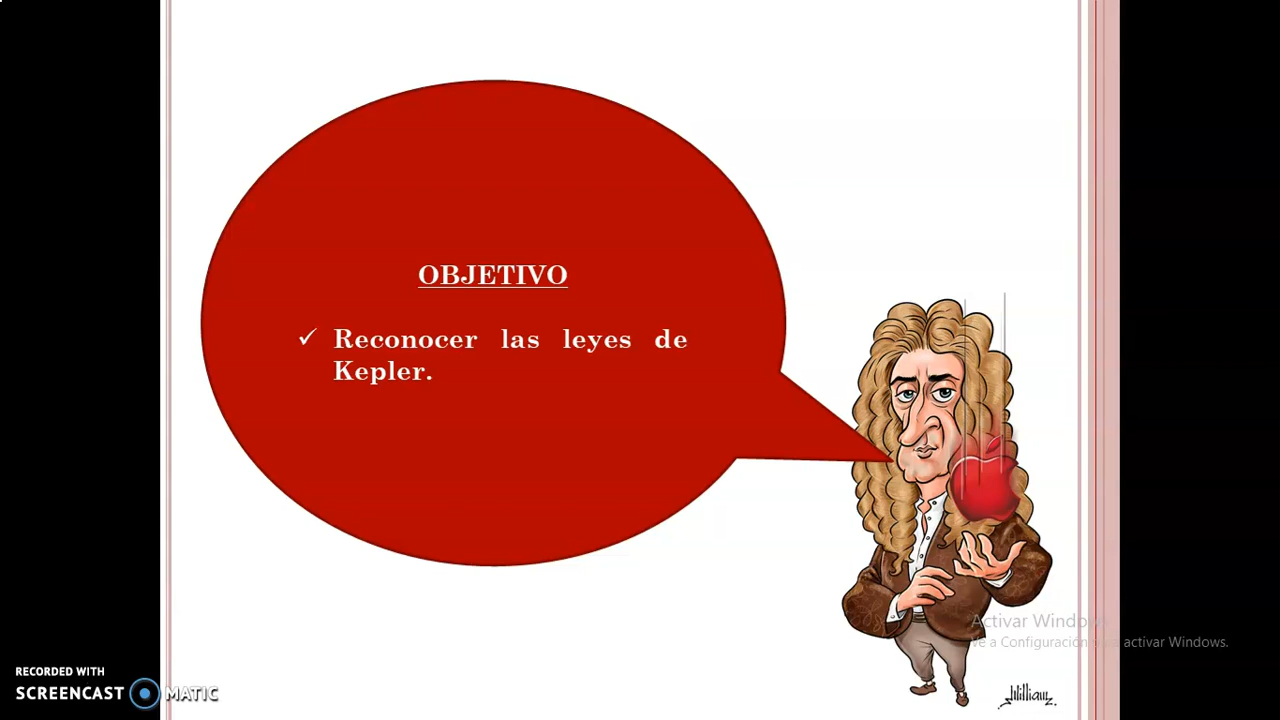 OBJETIVO
✓ Reconocer las leyes de
Kepler.
Activar Windows
Ve a Configuración para activar Windows.
RECORDED WITH
SCREENCAST MATIC